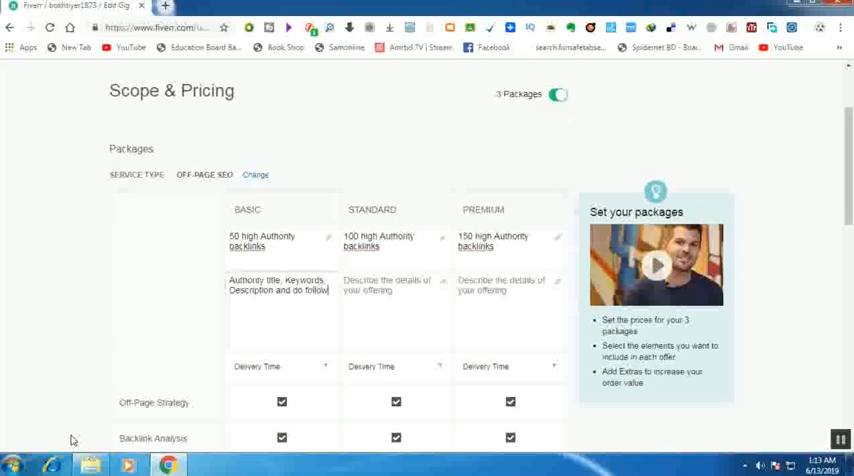 Fiverr / bokhtiyer1873 / Edit Gig
https://www.fiverr.com/u...
Apps
New Tab
YouTube
Education Board Ba...
Book Shop
Samonline
Amrbd.TV | Stream
Facebook
search.funsafetabse...
Spidernet BD - Boar...
Gmail
YouTube
Scope & Pricing
3 Packages
Packages
SERVICE TYPE OFF-PAGE SEO Change
BASIC STANDARD PREMIUM
50 high Authority
backlinks
100 high Authority
backlinks
150 high Authority
backlinks
Authority title, Keywords,
Description and do follow
Describe the details of
your offering
Describe the details of
your offering
Delivery Time Delivery Time Delivery Time
Off-Page Strategy
Backlink Analysis
Set your packages
Set the prices for your 3
packages
Select the elements you want to
include in each offer
Add Extras to increase your
order value
1:13 AM
6/13/2019